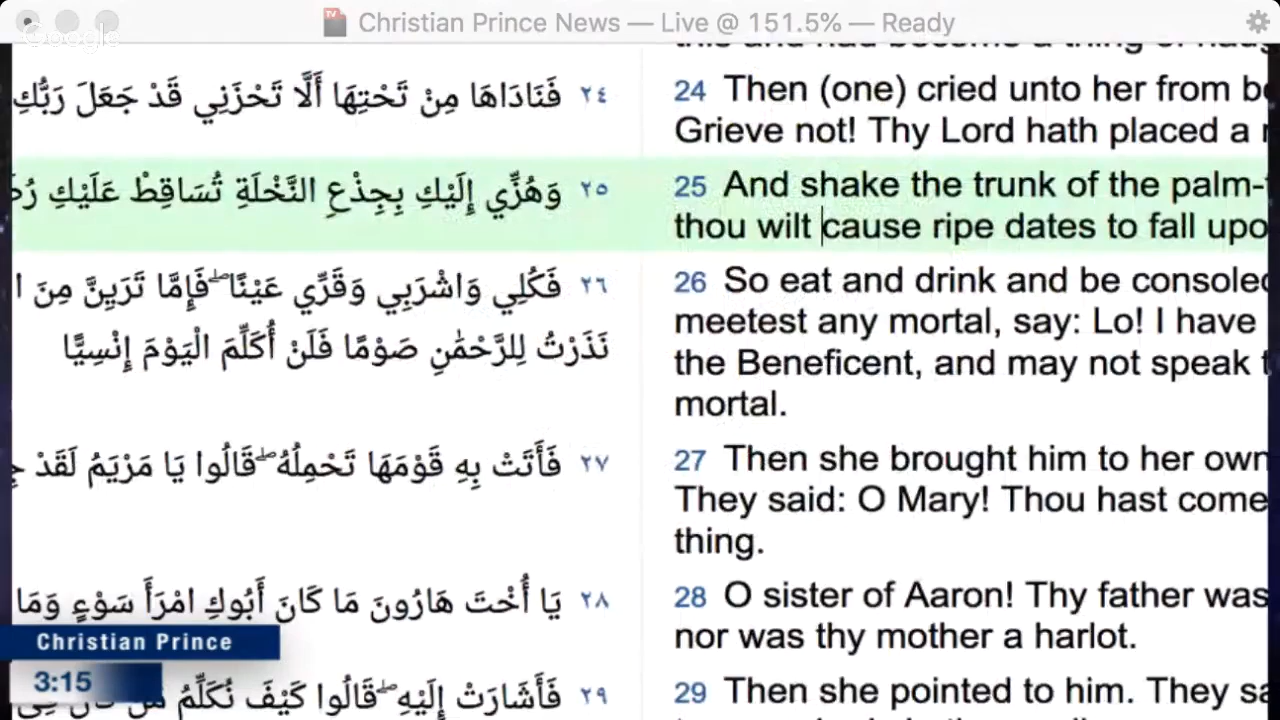 Christian Prince News — Live @ 151.5% — Ready
Google
فَنَادَاهَا مِنْ تَحْتِهَا أَلَّا تَحْزَنِي قَدْ جَعَلَ رَبُّكِ ٢٤
24 Then (one) cried unto her from
Grieve not! Thy Lord hath placed a
وَهُزِّي إِلَيْكِ بِجِذْعِ النَّخْلَةِ تُسَاقِطْ عَلَيْكِ ٢٥
25 And shake the trunk of the palm-
thou wilt cause ripe dates to fall
فَكُلِي وَاشْرَبِي وَقَرِّي عَيْنًا ۖ فَإِمَّا تَرَيِنَّ مِنَ ٢٦
نَذَرْتُ لِلرَّحْمَٰنِ صَوْمًا فَلَنْ أُكَلِّمَ الْيَوْمَ إِنْسِيًّا
26 So eat and drink and be
meetest any mortal, say: Lo! I have
the Beneficent, and may not speak
mortal.
فَأَتَتْ بِهِ قَوْمَهَا تَحْمِلُهُ ۖ قَالُوا يَا مَرْيَمُ لَقَدْ ٢٧
27 Then she brought him to her own
They said: O Mary! Thou hast come
thing.
يَا أُخْتَ هَارُونَ مَا كَانَ أَبُوكِ امْرَأَ سَوْءٍ وَمَا ٢٨
28 O sister of Aaron! Thy father was
nor was thy mother a harlot.
فَأَشَارَتْ إِلَيْهِ ۖ قَالُوا كَيْفَ نُكَلِّمُ ٢٩
29 Then she pointed to him. They
Christian Prince
3:15